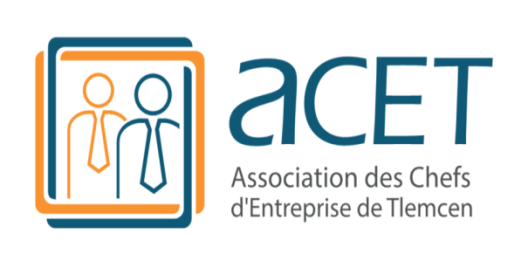 aCET
Association des Chefs
d'Entreprise de Tlemcen